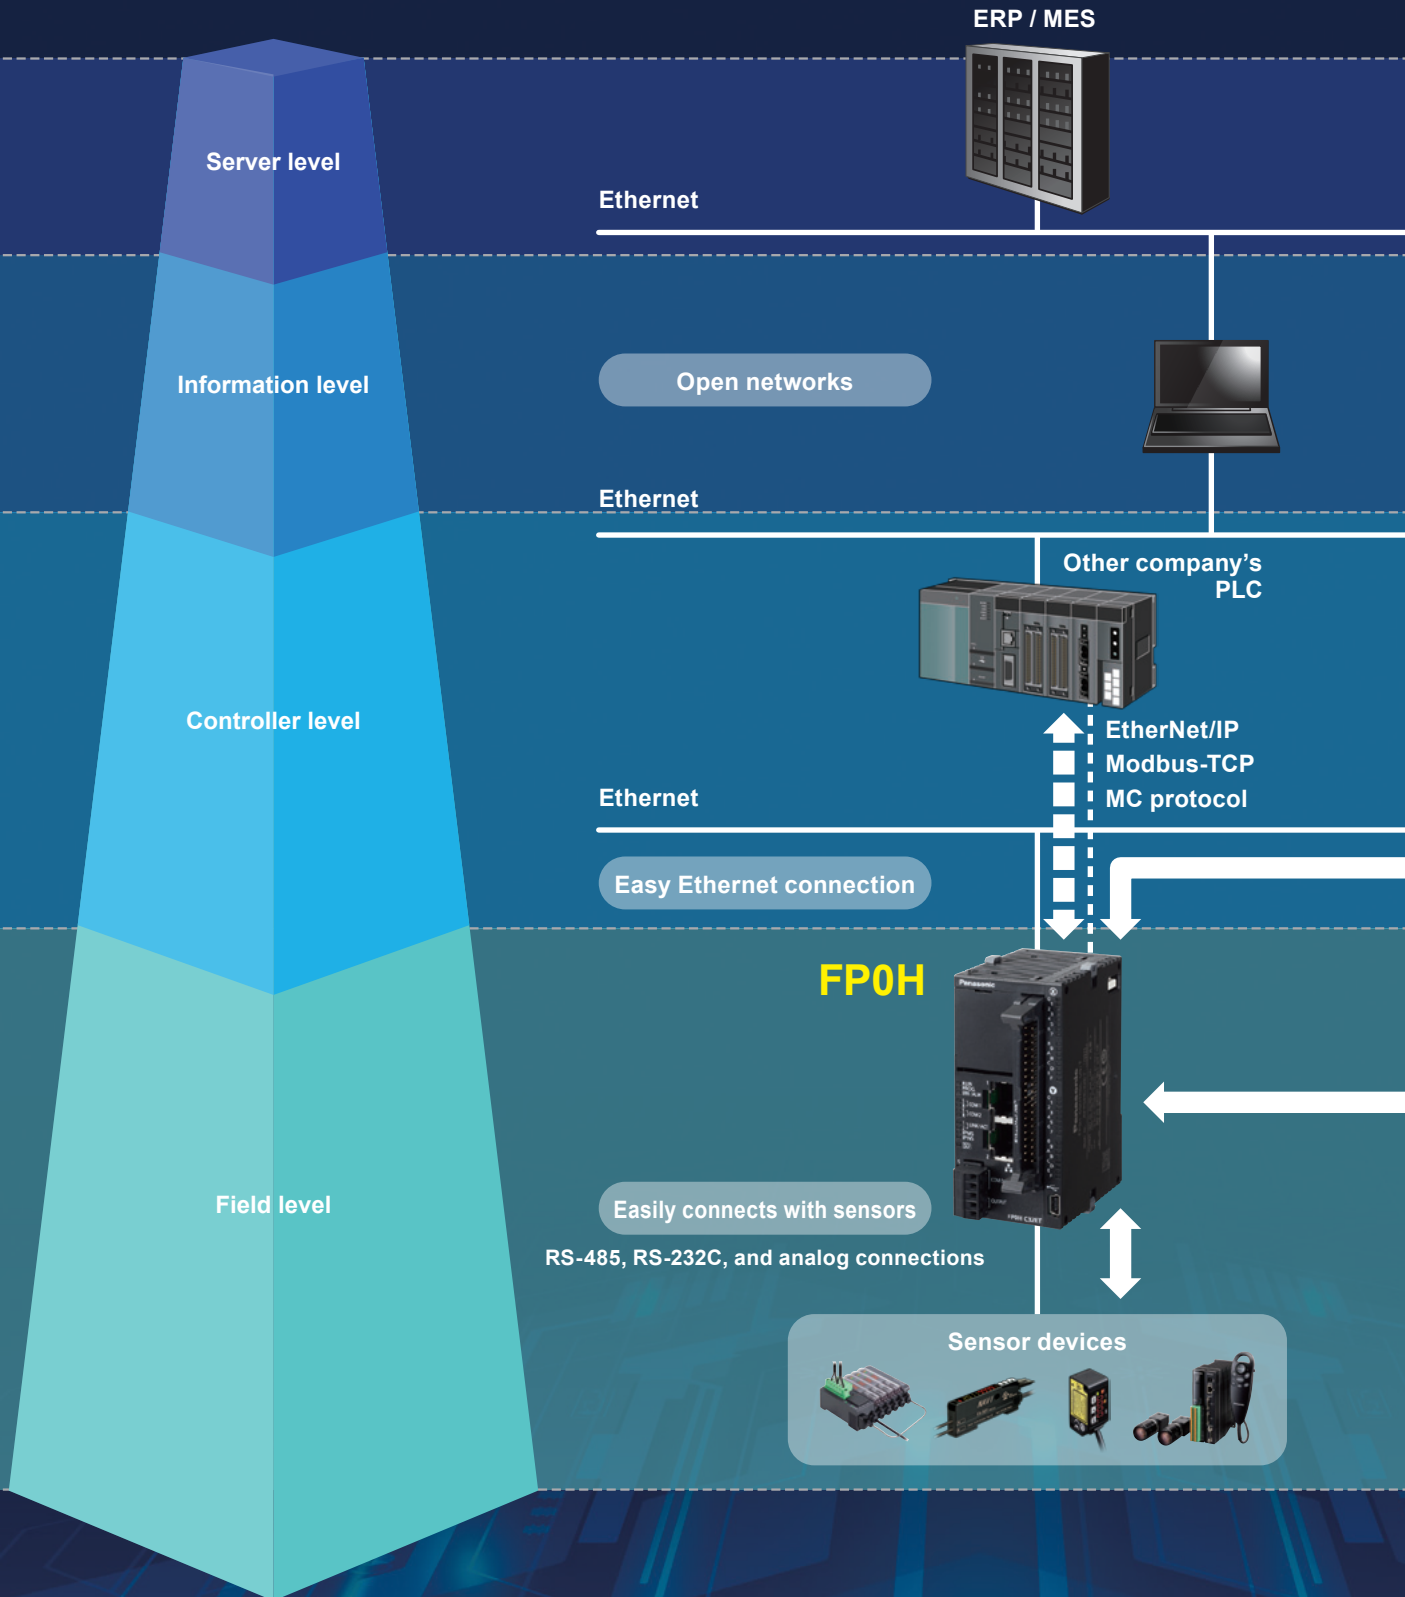 ERP / MES
Server level
Ethernet
Information level
Open networks
Ethernet
Other company’s
PLC
Controller level
EtherNet/IP
Modbus-TCP
MC protocol
Ethernet
Easy Ethernet connection
FP0H
Panasonic
Panasonic
Field level
Easily connects with sensors
RS-485, RS-232C, and analog connections
Sensor devices